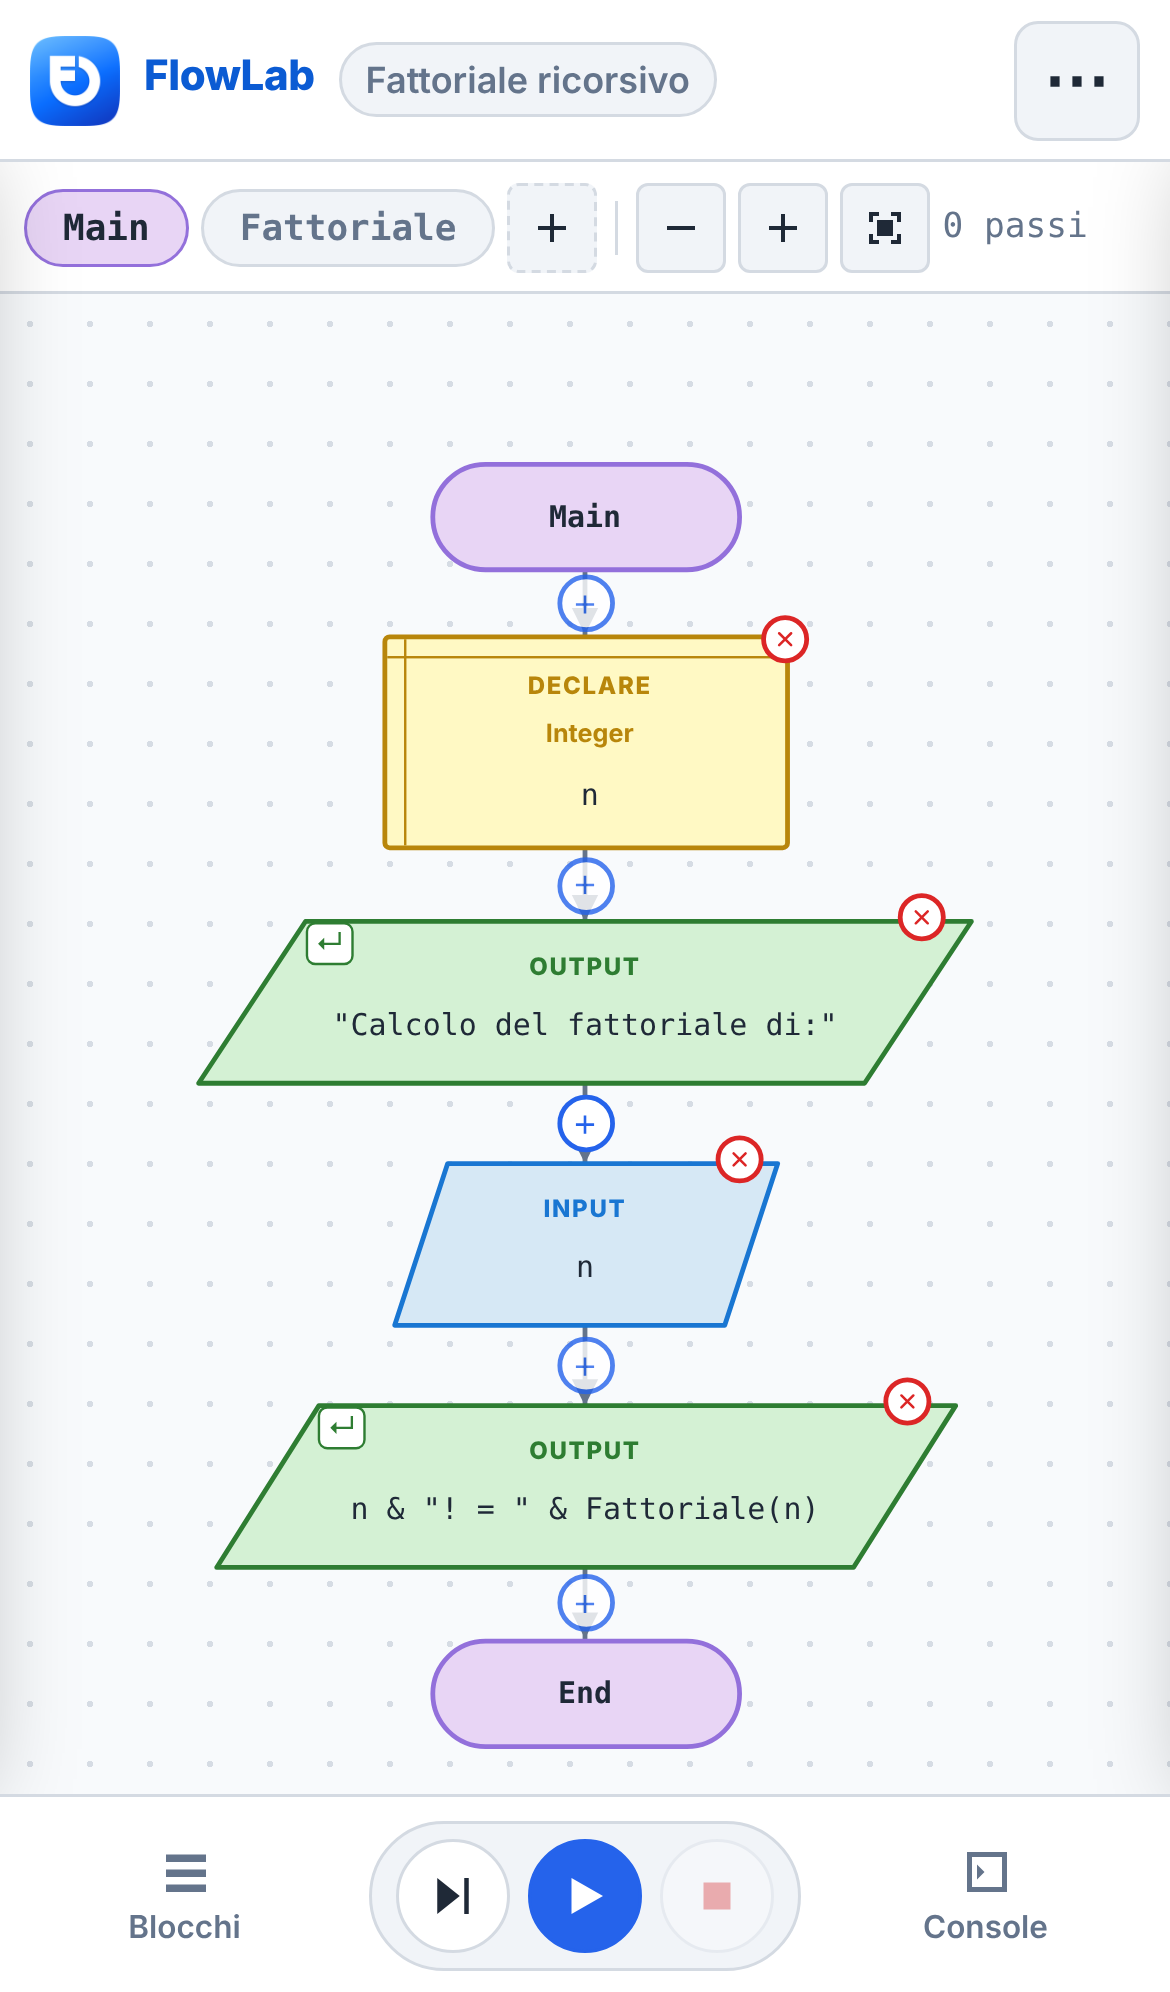 FlowLab
Fattoriale ricorsivo
...
Main
Fattoriale
+
−
+
0 passi
Main
DECLARE
Integer
n
OUTPUT
"Calcolo del fattoriale di:"
INPUT
n
OUTPUT
n & "! = " & Fattoriale(n)
End
Blocchi
Console